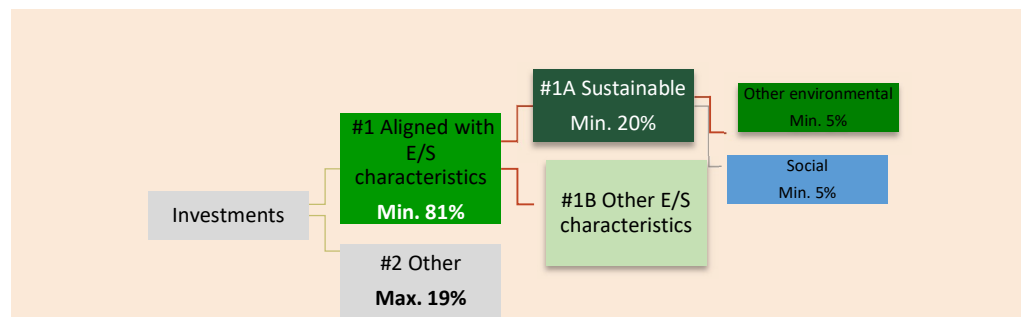 Investments
#1 Aligned with
E/S
characteristics
Min. 81%
#2 Other
Max. 19%
#1A Sustainable
Min. 20%
#1B Other E/S
characteristics
Other environmental
Min. 5%
Social
Min. 5%